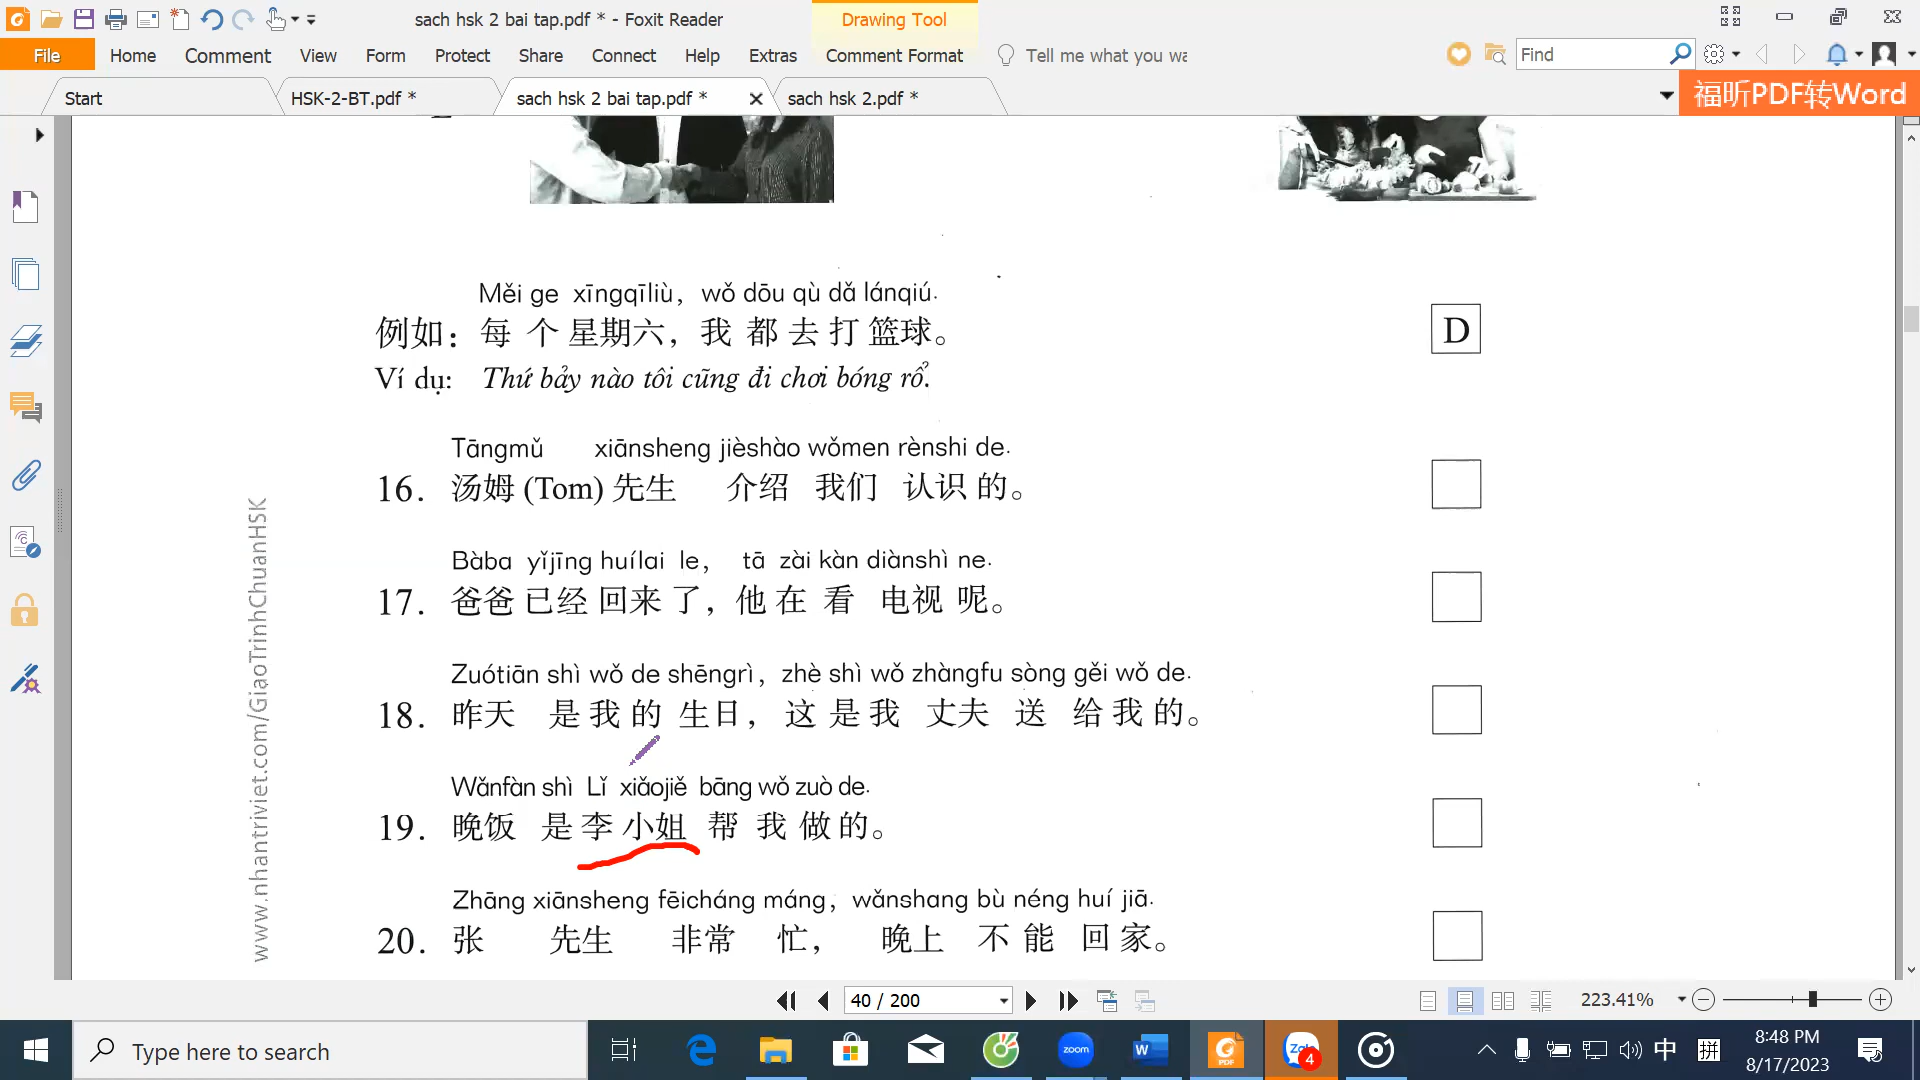 sach hsk 2 bai tap.pdf * - Foxit Reader
Drawing Tool
File
Home
Comment
View
Form
Protect
Share
Connect
Help
Extras
Comment Format
Tell me what you wa
Find
Start
HSK-2-BT.pdf *
sach hsk 2 bai tap.pdf *
sach hsk 2.pdf *
福昕PDF转Word
Měi ge xīngqīliù, wǒ dōu qù dǎ lánqiú.
例如: 每 个 星期六, 我 都 去 打 篮球。
D
Ví dụ: Thứ bảy nào tôi cũng đi chơi bóng rổ.
Tāngmǔ xiānsheng jièshào wǒmen rènshi de.
16. 汤姆 (Tom) 先生 介绍 我们 认识 的。
Bàba yǐjīng huílai le, tā zài kàn diànshì ne.
17. 爸爸 已经 回来 了, 他 在 看 电视 呢。
Zuótiān shì wǒ de shēngrì, zhè shì wǒ zhàngfu sòng gěi wǒ de.
18. 昨天 是 我 的 生日, 这 是 我 丈夫 送 给 我 的。
Wǎnfàn shì Lǐ xiǎojiě bāng wǒ zuò de.
19. 晚饭 是 李 小姐 帮 我 做 的。
Zhāng xiānsheng fēicháng máng, wǎnshang bù néng huí jiā.
20. 张 先生 非常 忙, 晚上 不 能 回 家。
www.nhantriviet.com/GiaoTrinhChuanHSK
40 / 200
223.41%
Type here to search
zoom
W
PDF
Zalo
4
中
拼
8:48 PM
8/17/2023